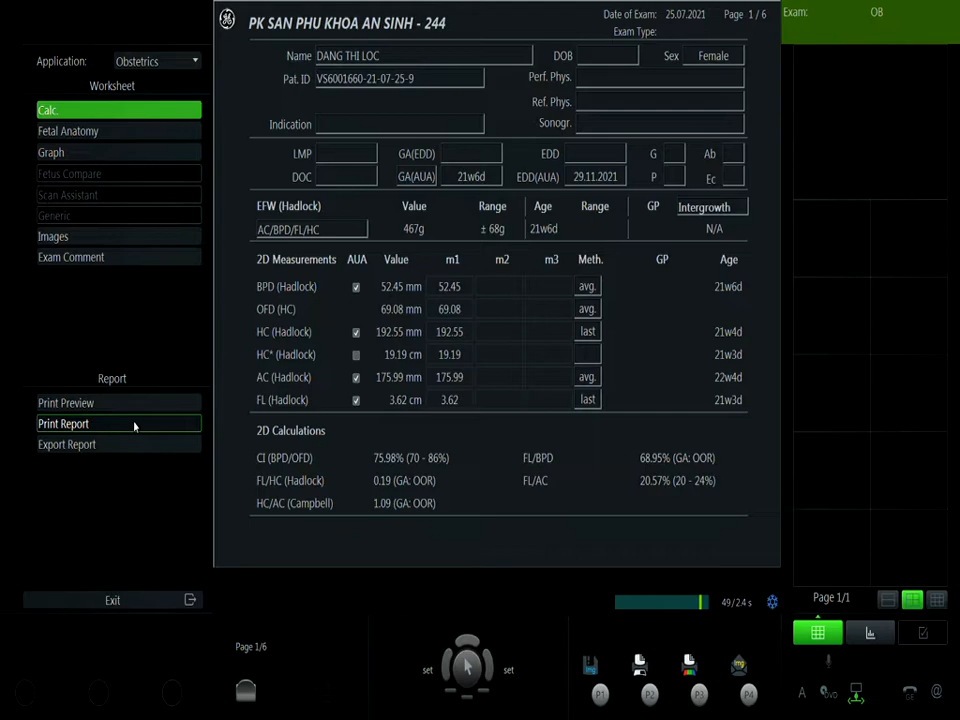 Application: Obstetrics
Worksheet
Calc.
Fetal Anatomy
Graph
Fetus Compare
Scan Assistant
Generic
Images
Exam Comment
Report
Print Preview
Print Report
Export Report
Exit
PK SAN PHU KHOA AN SINH - 244
Date of Exam: 25.07.2021 Page 1 / 6
Exam Type:
Name DANG THI LOC DOB Sex Female
Pat. ID VS6001660-21-07-25-9 Perf. Phys.
Ref. Phys.
Indication Sonogr.
LMP GA(EDD) EDD G Ab
DOC GA(AUA) 21w6d EDD(AUA) 29.11.2021 P Ec
EFW (Hadlock) Value Range Age Range GP Intergrowth
AC/BPD/FL/HC 467g ± 68g 21w6d N/A
2D Measurements AUA Value m1 m2 m3 Meth. GP Age
BPD (Hadlock) 52.45 mm 52.45 avg. 21w6d
OFD (HC) 69.08 mm 69.08 avg.
HC (Hadlock) 192.55 mm 192.55 last 21w4d
HC* (Hadlock) 19.19 cm 19.19 21w3d
AC (Hadlock) 175.99 mm 175.99 avg. 22w4d
FL (Hadlock) 3.62 cm 3.62 last 21w3d
2D Calculations
CI (BPD/OFD) 75.98% (70 - 86%) FL/BPD 68.95% (GA: OOR)
FL/HC (Hadlock) 0.19 (GA: OOR) FL/AC 20.57% (20 - 24%)
HC/AC (Campbell) 1.09 (GA: OOR)
Exam: OB
49/2.4 s
Page 1/1
Page 1/6
set set
Img
P1 P2 P3 P4
A DVD @